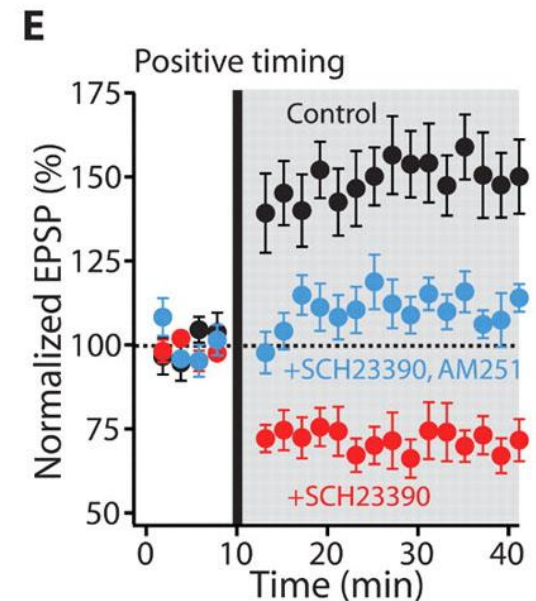 E
Positive timing
Normalized EPSP (%)
175
150
125
100
75
50
Control
+SCH23390, AM251
+SCH23390
0 10 20 30 40
Time (min)